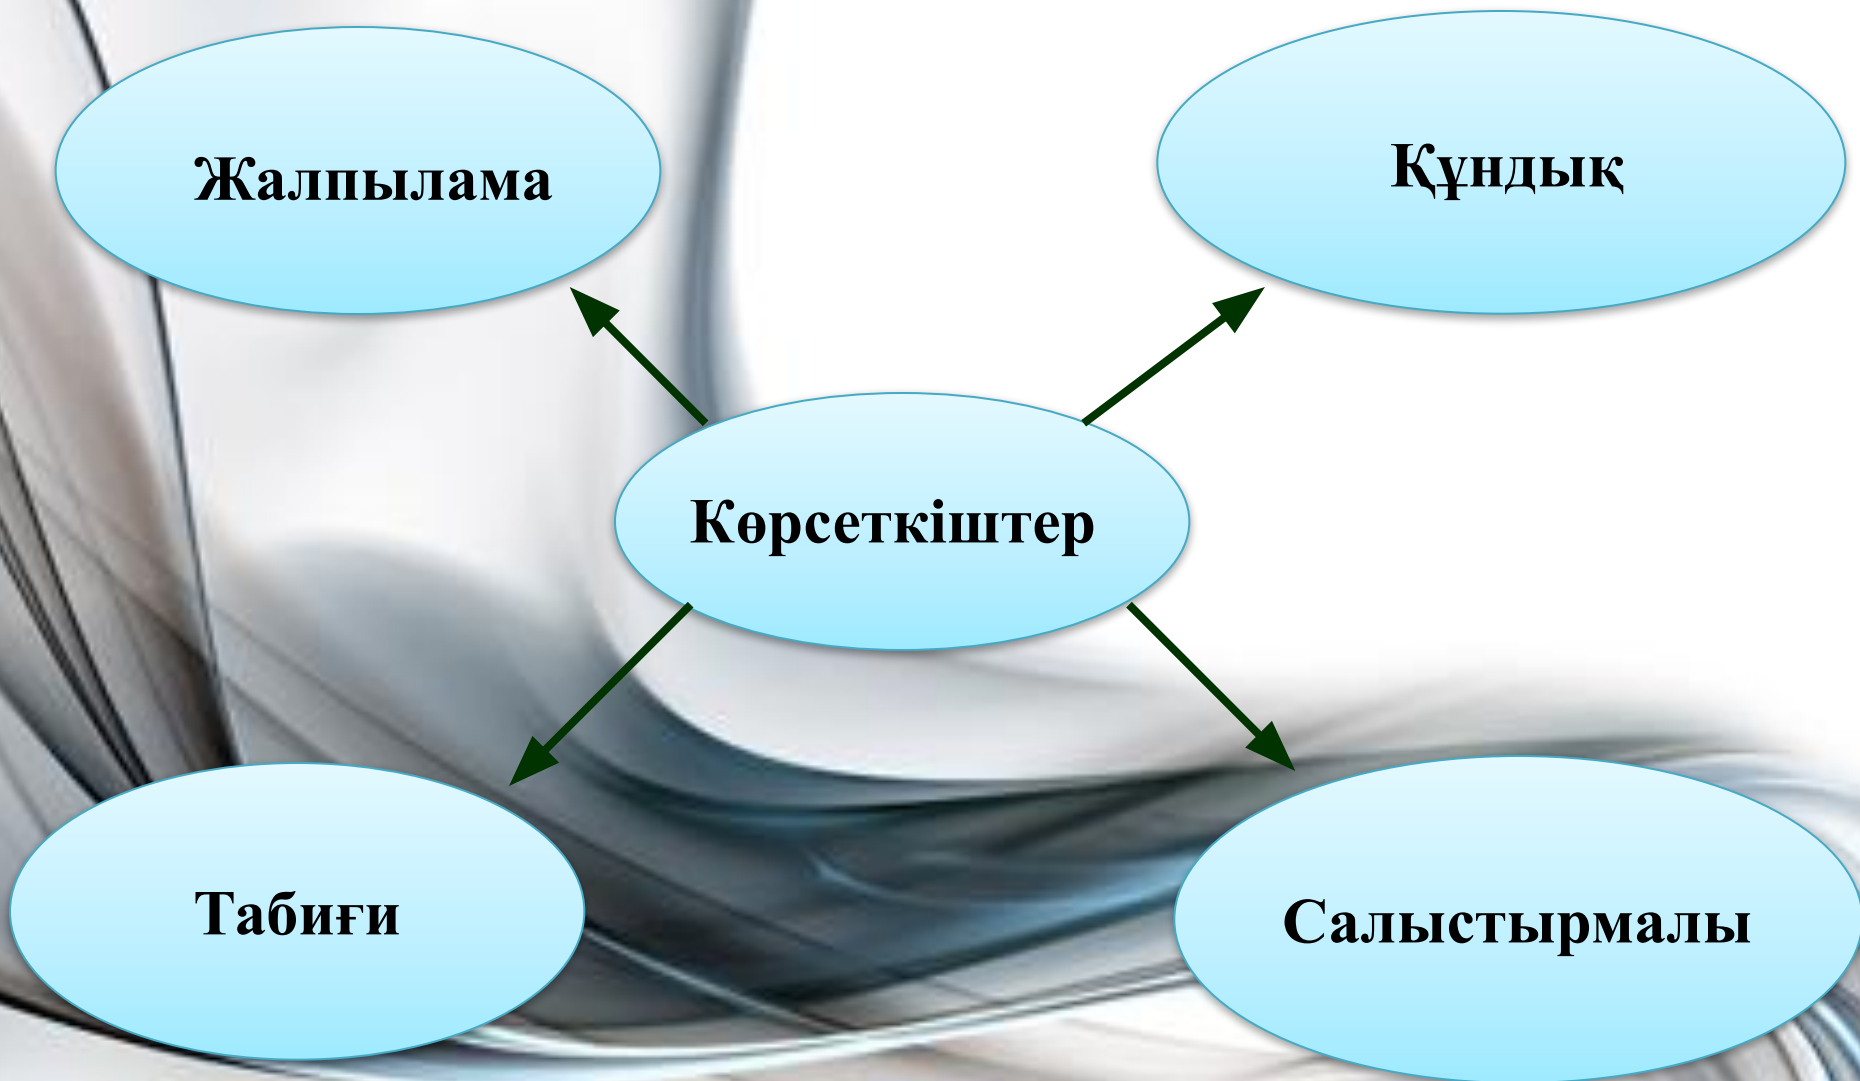 Жалпылама
Құндық
Көрсеткіштер
Табиғи
Салыстырмалы